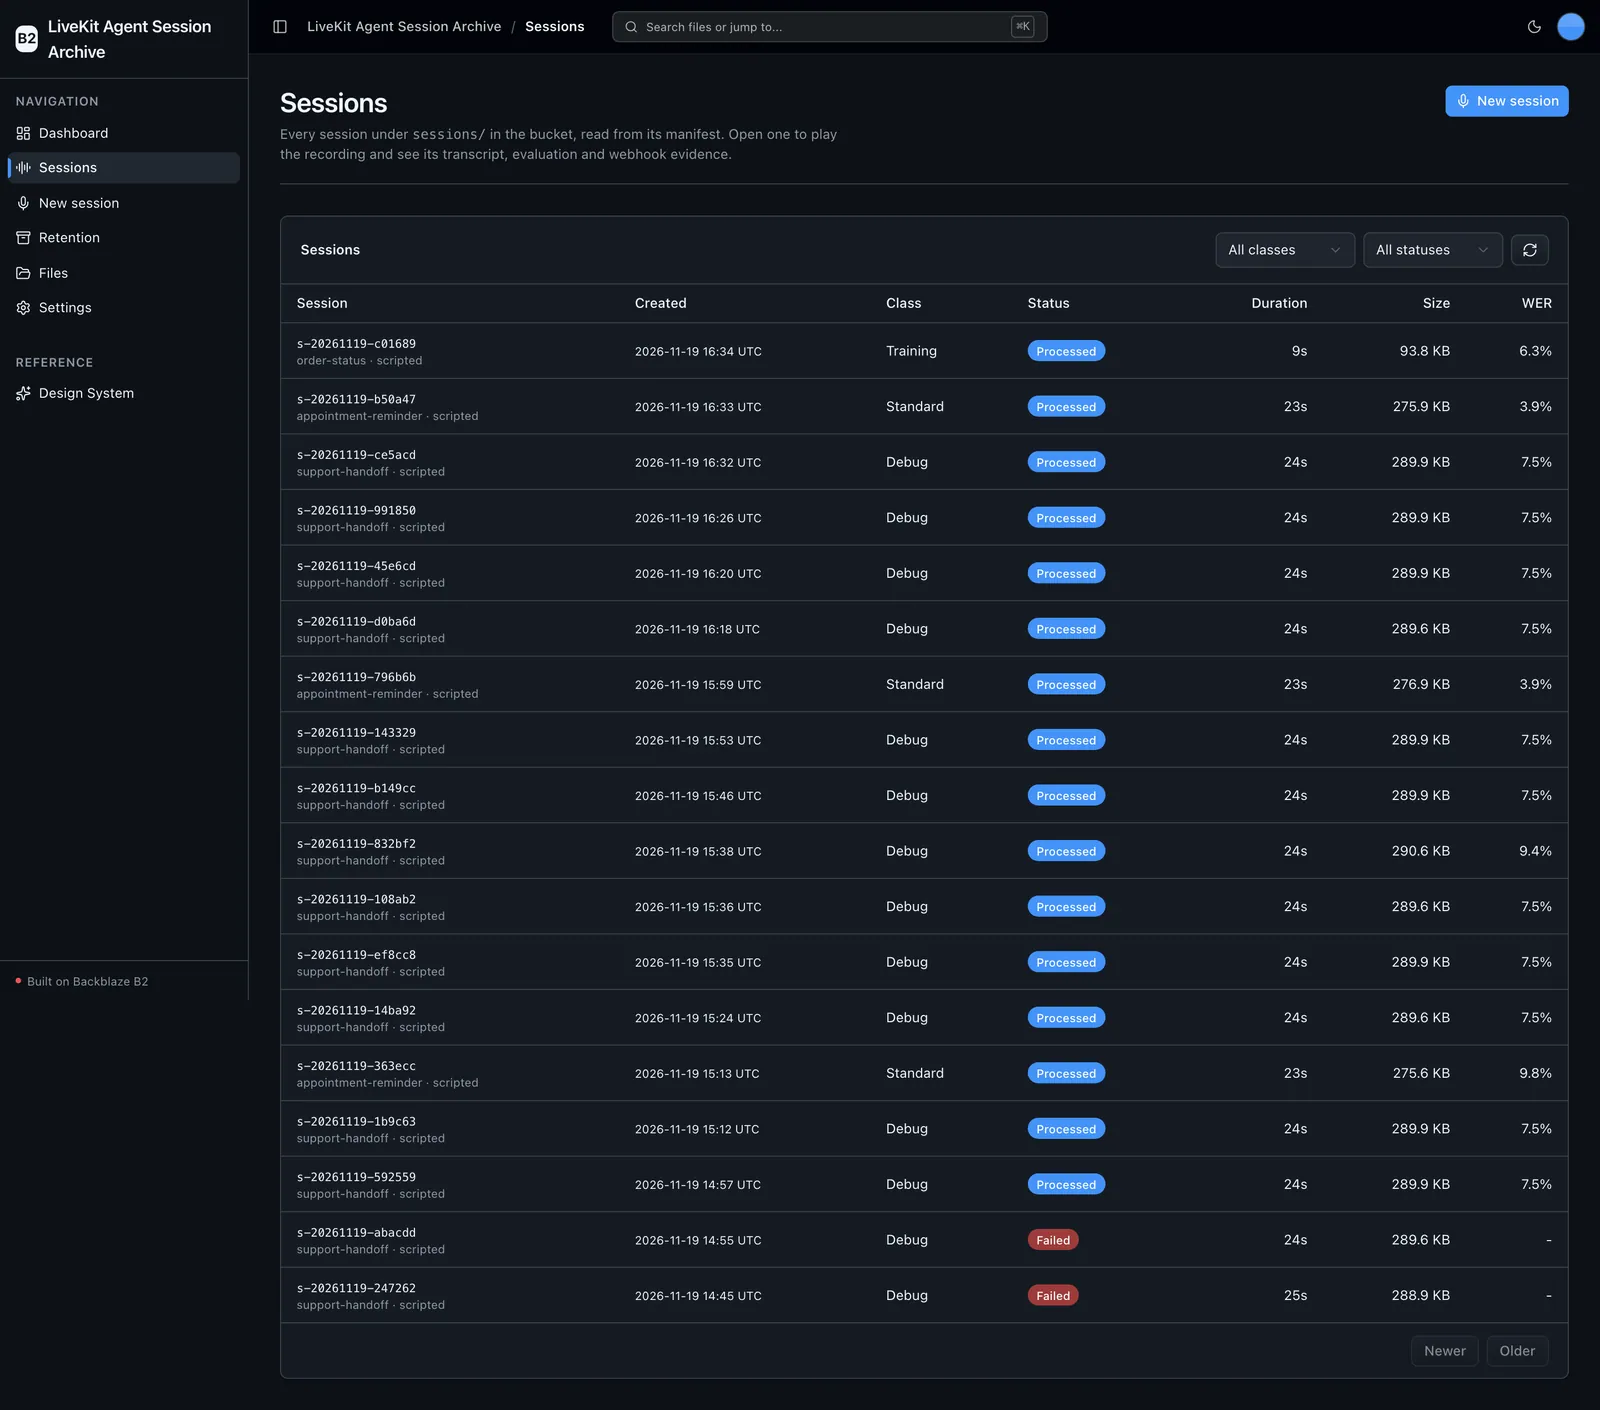 B2
LiveKit Agent Session
Archive
NAVIGATION
Dashboard
Sessions
New session
Retention
Files
Settings
REFERENCE
Design System
Built on Backblaze B2
LiveKit Agent Session Archive / Sessions
Search files or jump to... ⌘K
Sessions
New session
Every session under sessions/ in the bucket, read from its manifest. Open one to play
the recording and see its transcript, evaluation and webhook evidence.
Sessions
All classes
All statuses
Session Created Class Status Duration Size WER
s-20261119-c01689
order-status · scripted
2026-11-19 16:34 UTC Training Processed 9s 93.8 KB 6.3%
s-20261119-b50a47
appointment-reminder · scripted
2026-11-19 16:33 UTC Standard Processed 23s 275.9 KB 3.9%
s-20261119-ce5acd
support-handoff · scripted
2026-11-19 16:32 UTC Debug Processed 24s 289.9 KB 7.5%
s-20261119-991850
support-handoff · scripted
2026-11-19 16:26 UTC Debug Processed 24s 289.9 KB 7.5%
s-20261119-45e6cd
support-handoff · scripted
2026-11-19 16:20 UTC Debug Processed 24s 289.9 KB 7.5%
s-20261119-d0ba6d
support-handoff · scripted
2026-11-19 16:18 UTC Debug Processed 24s 289.6 KB 7.5%
s-20261119-796b6b
appointment-reminder · scripted
2026-11-19 15:59 UTC Standard Processed 23s 276.9 KB 3.9%
s-20261119-143329
support-handoff · scripted
2026-11-19 15:53 UTC Debug Processed 24s 289.9 KB 7.5%
s-20261119-b149cc
support-handoff · scripted
2026-11-19 15:46 UTC Debug Processed 24s 289.9 KB 7.5%
s-20261119-832bf2
support-handoff · scripted
2026-11-19 15:38 UTC Debug Processed 24s 290.6 KB 9.4%
s-20261119-108ab2
support-handoff · scripted
2026-11-19 15:36 UTC Debug Processed 24s 289.6 KB 7.5%
s-20261119-ef8cc8
support-handoff · scripted
2026-11-19 15:35 UTC Debug Processed 24s 289.9 KB 7.5%
s-20261119-14ba92
support-handoff · scripted
2026-11-19 15:24 UTC Debug Processed 24s 289.6 KB 7.5%
s-20261119-363ecc
appointment-reminder · scripted
2026-11-19 15:13 UTC Standard Processed 23s 275.6 KB 9.8%
s-20261119-1b9c63
support-handoff · scripted
2026-11-19 15:12 UTC Debug Processed 24s 289.9 KB 7.5%
s-20261119-592559
support-handoff · scripted
2026-11-19 14:57 UTC Debug Processed 24s 289.9 KB 7.5%
s-20261119-abacdd
support-handoff · scripted
2026-11-19 14:55 UTC Debug Failed 24s 289.6 KB -
s-20261119-247262
support-handoff · scripted
2026-11-19 14:45 UTC Debug Failed 25s 288.9 KB -
Newer
Older